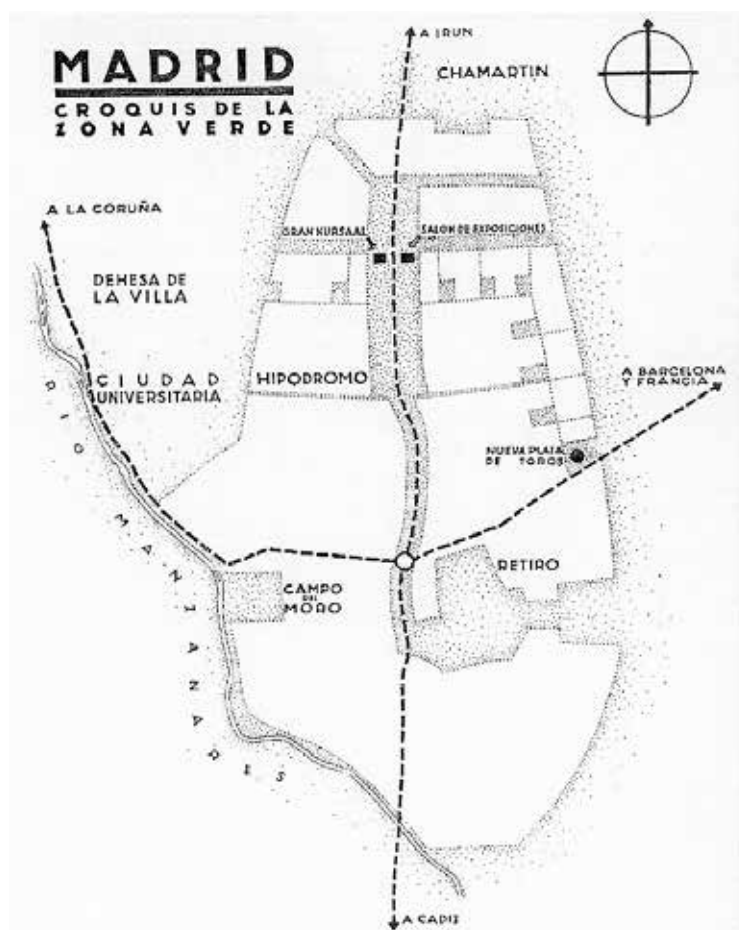 MADRID
CROQUIS DE LA
ZONA VERDE
A IRUN
CHAMARTIN
A LA CORUÑA
GRAN KURSAAL
SALON DE EXPOSICIONES
DEHESA DE
LA VILLA
CIUDAD
UNIVERSITARIA
HIPODROMO
A BARCELONA
Y FRANCIA
NUEVA PLAZA
DE TOROS
RIO MANZANARES
CAMPO
DEL
MORO
RETIRO
A CADIZ